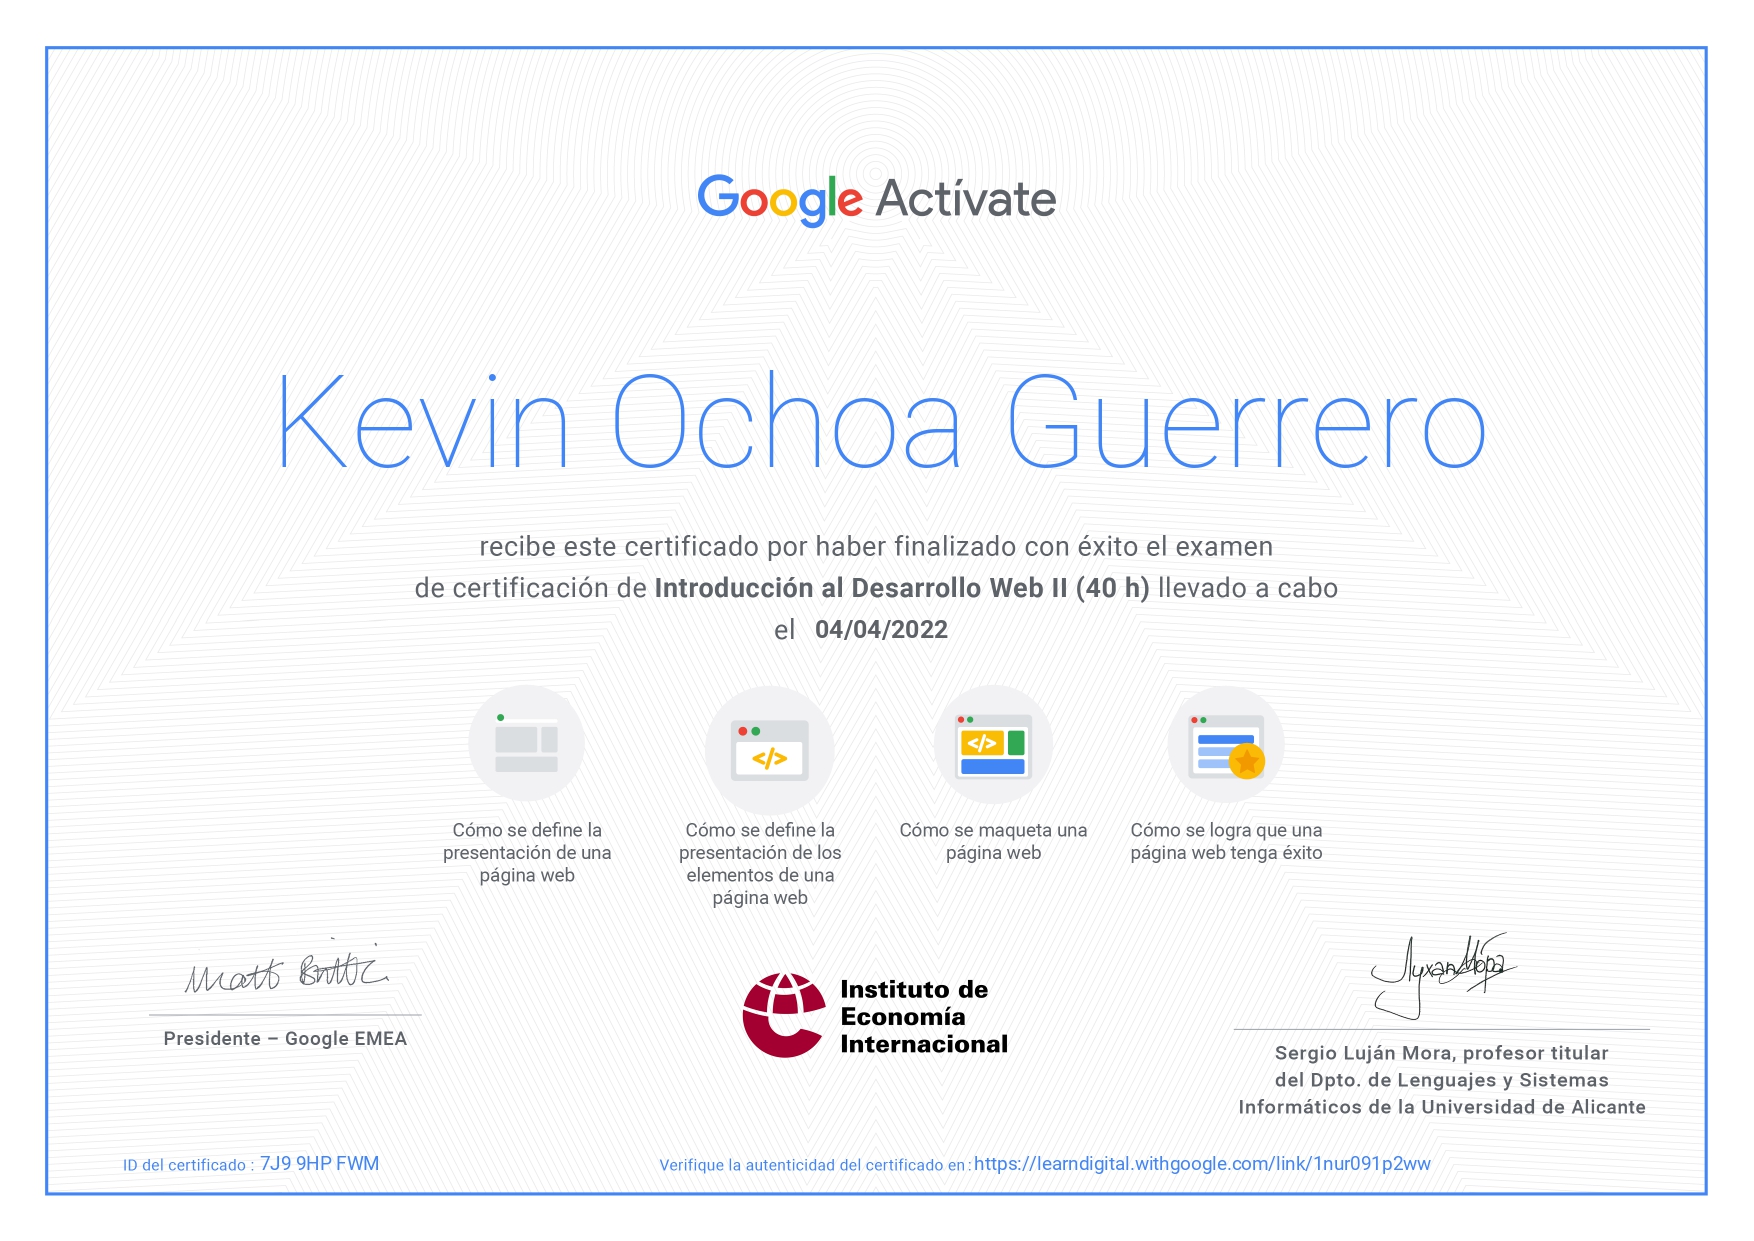 Google Actívate
Kevin Ochoa Guerrero
recibe este certificado por haber finalizado con éxito el examen
de certificación de Introducción al Desarrollo Web II (40 h) llevado a cabo
el 04/04/2022
</>
</>
Cómo se define la
presentación de una
página web
Cómo se define la
presentación de los
elementos de una
página web
Cómo se maqueta una
página web
Cómo se logra que una
página web tenga éxito
Presidente – Google EMEA
Instituto de
Economía
Internacional
Sergio Luján Mora, profesor titular
del Dpto. de Lenguajes y Sistemas
Informáticos de la Universidad de Alicante
ID del certificado : 7J9 9HP FWM
Verifique la autenticidad del certificado en: https://learndigital.withgoogle.com/link/1nur091p2ww